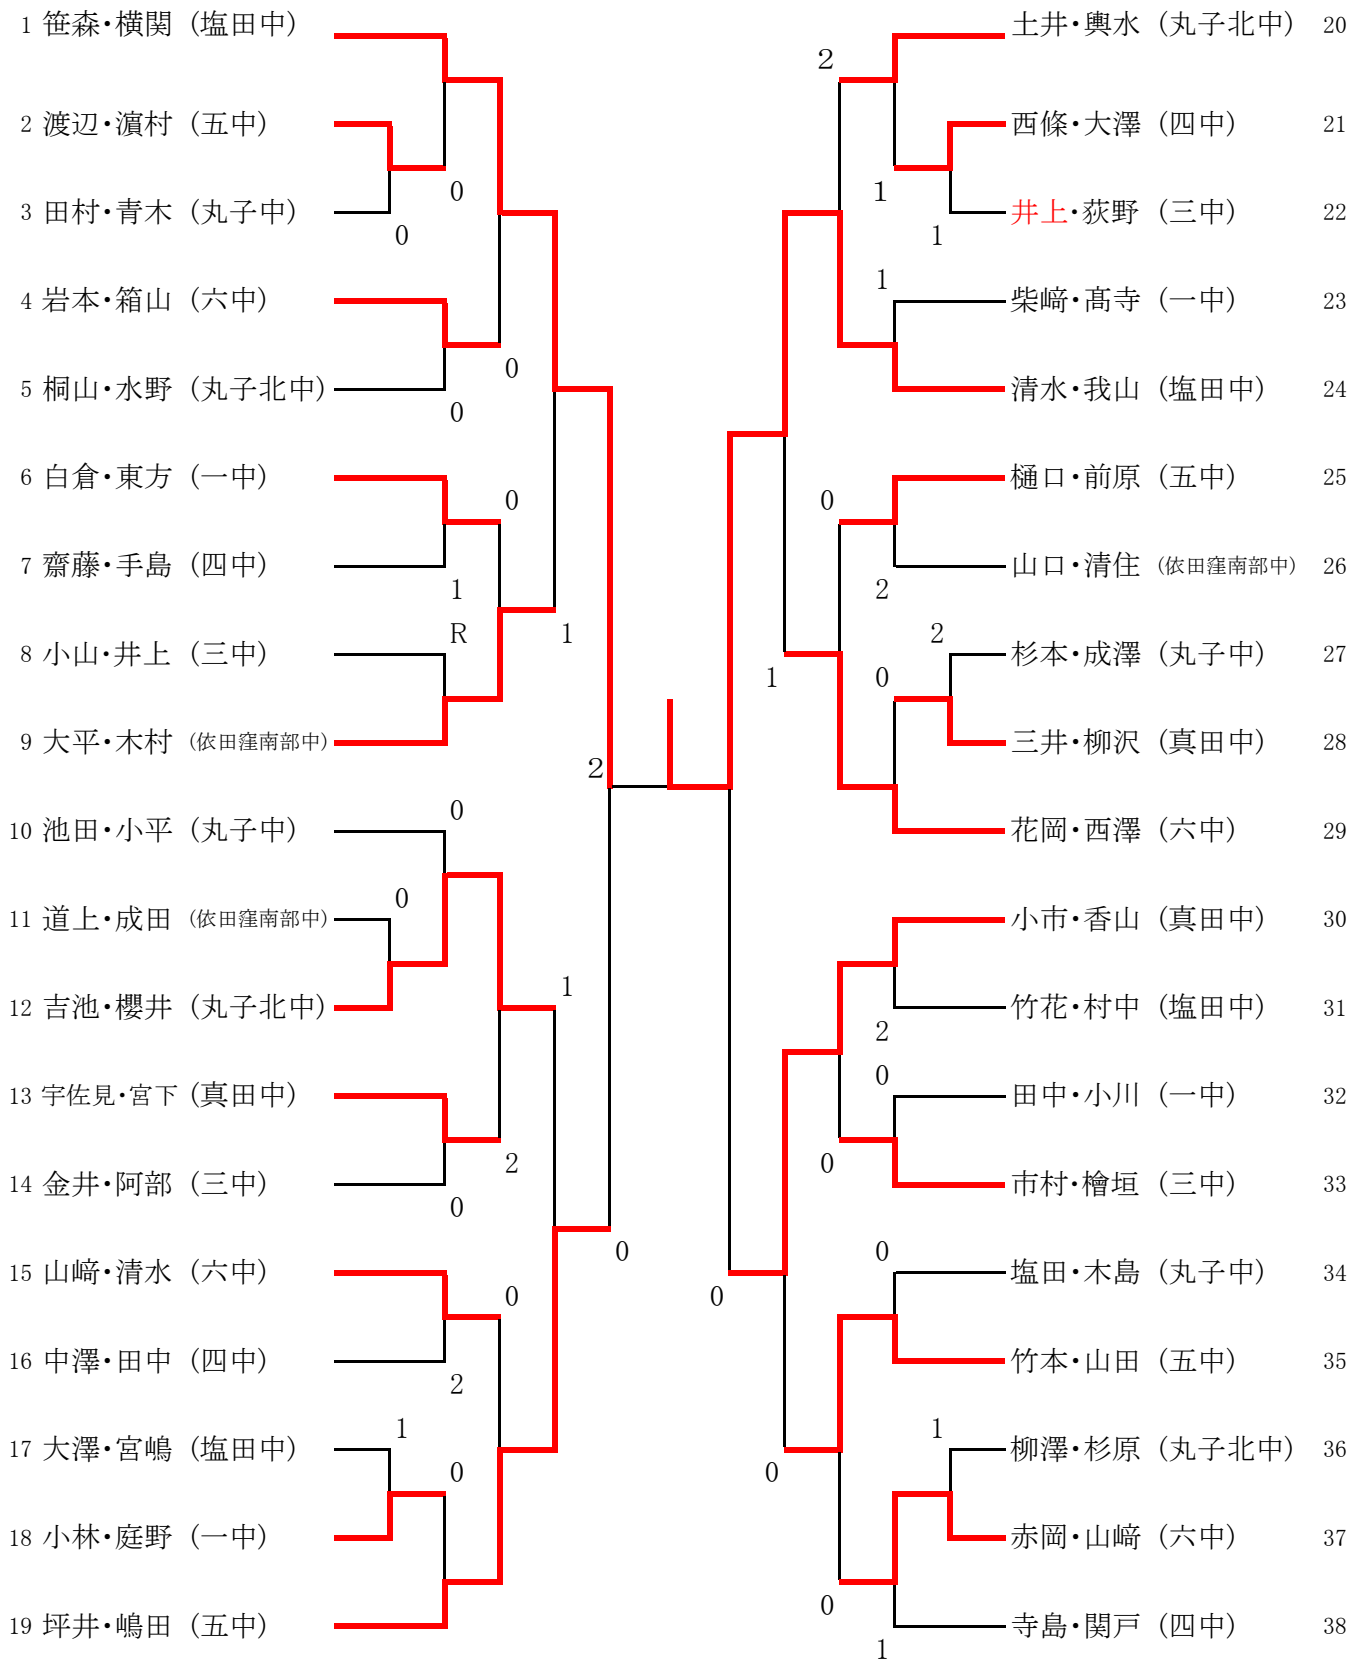 1 笹森・横関 (塩田中)
2 渡辺・濵村 (五中)
0
3 田村・青木 (丸子中)
0
4 岩本・箱山 (六中)
0
5 桐山・水野 (丸子北中)
0
6 白倉・東方 (一中)
0
7 齋藤・手島 (四中)
1
R
8 小山・井上 (三中)
1
9 大平・木村 (依田窪南部中)
2
0
10 池田・小平 (丸子中)
0
11 道上・成田 (依田窪南部中)
1
12 吉池・櫻井 (丸子北中)
13 宇佐見・宮下 (真田中)
2
14 金井・阿部 (三中)
0
0
15 山﨑・清水 (六中)
0
16 中澤・田中 (四中)
2
1
17 大澤・宮嶋 (塩田中)
0
18 小林・庭野 (一中)
19 坪井・嶋田 (五中)
土井・輿水 (丸子北中) 20
2
西條・大澤 (四中) 21
1
井上・荻野 (三中) 22
1
1
柴﨑・髙寺 (一中) 23
清水・我山 (塩田中) 24
樋口・前原 (五中) 25
0
山口・清住 (依田窪南部中) 26
2
2
杉本・成澤 (丸子中) 27
1
0
三井・柳沢 (真田中) 28
花岡・西澤 (六中) 29
小市・香山 (真田中) 30
竹花・村中 (塩田中) 31
2
0
田中・小川 (一中) 32
0
市村・檜垣 (三中) 33
0
塩田・木島 (丸子中) 34
0
竹本・山田 (五中) 35
1
柳澤・杉原 (丸子北中) 36
0
赤岡・山﨑 (六中) 37
0
寺島・関戸 (四中) 38
1